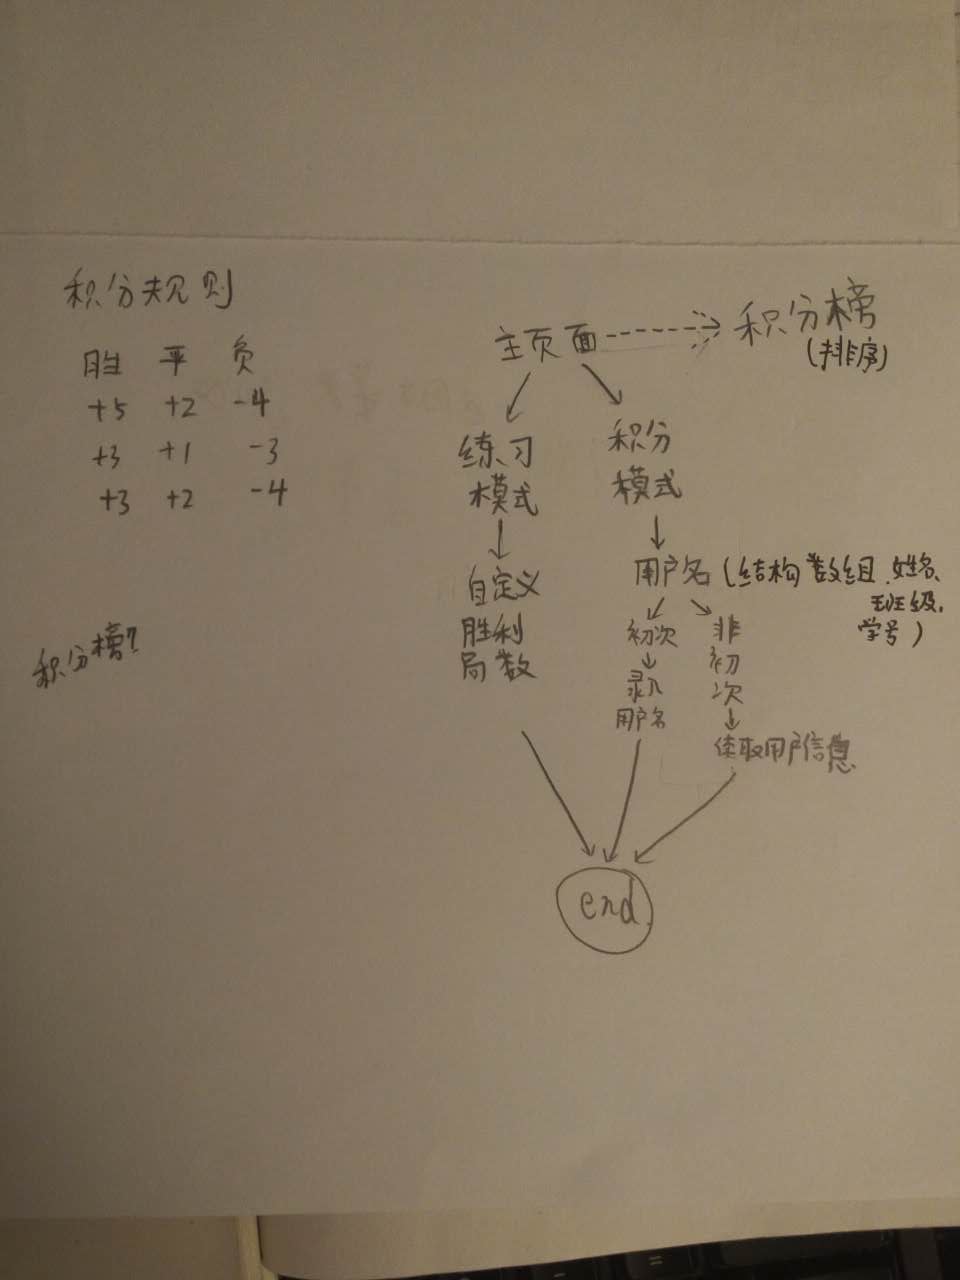 积分规则
胜 平 负
+5 +2 -4
+3 +1 -3
+3 +2 -4
积分榜?
主页面
积分榜
(排序)
练习
模式
自定义
胜利
局数
积分
模式
用户名(结构数组.姓名、
班级.
学号)
初次
录入
用户名
非
初
次
读取用户信息
end